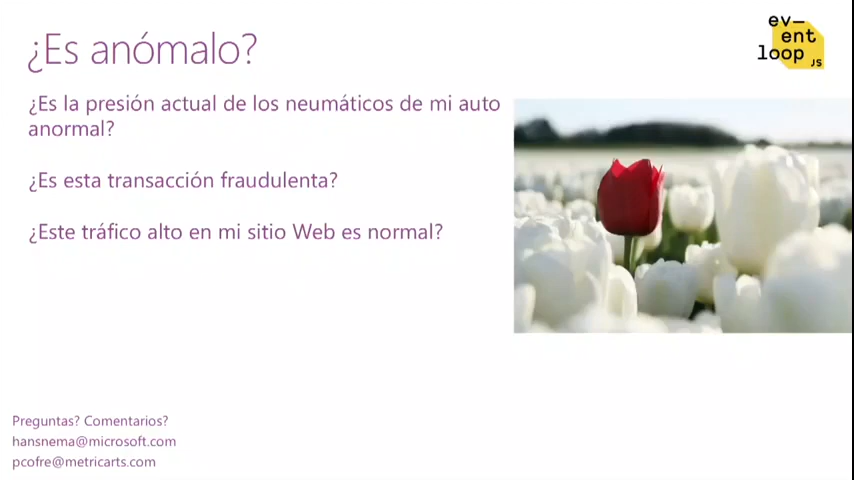 ¿Es anómalo?
ev—
ent
loop JS
¿Es la presión actual de los neumáticos de mi auto
anormal?
¿Es esta transacción fraudulenta?
¿Este tráfico alto en mi sitio Web es normal?
Preguntas? Comentarios?
hansnema@microsoft.com
pcofre@metricarts.com